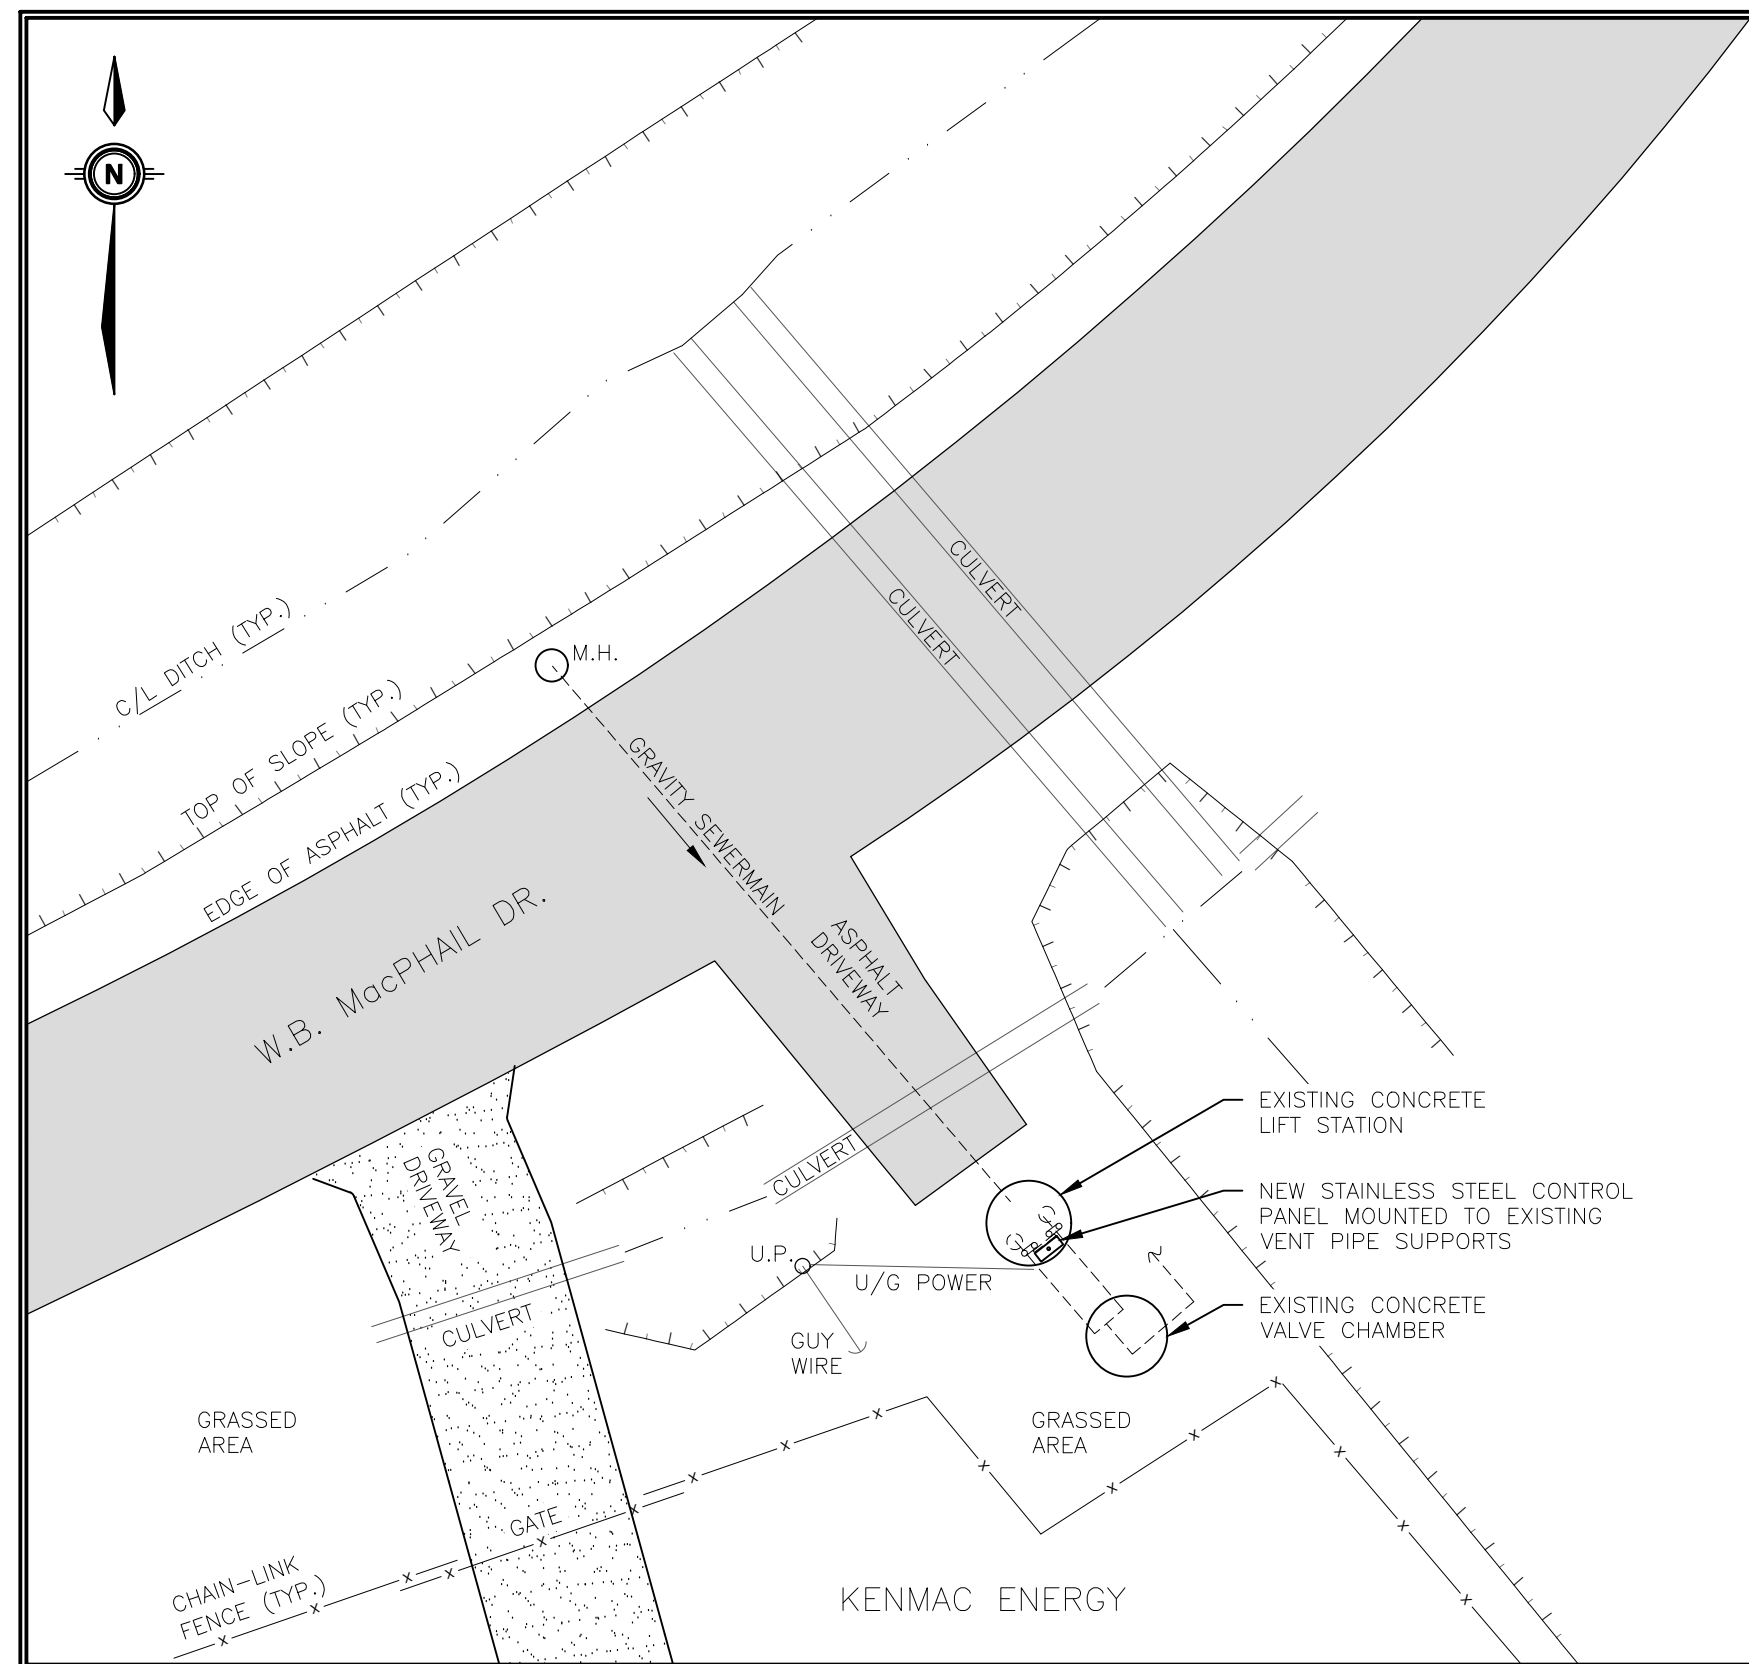 N
CULVERT
CULVERT
C/L DITCH (TYP.)
M.H.
TOP OF SLOPE (TYP.)
EDGE OF ASPHALT (TYP.)
GRAVITY SEWERMAIN
W.B. MacPHAIL DR.
ASPHALT
DRIVEWAY
EXISTING CONCRETE
LIFT STATION
GRAVEL
DRIVEWAY
CULVERT
NEW STAINLESS STEEL CONTROL
PANEL MOUNTED TO EXISTING
VENT PIPE SUPPORTS
U.P.
U/G POWER
CULVERT
GUY
WIRE
EXISTING CONCRETE
VALVE CHAMBER
GRASSED
AREA
GRASSED
AREA
GATE
CHAIN-LINK
FENCE (TYP.)
KENMAC ENERGY